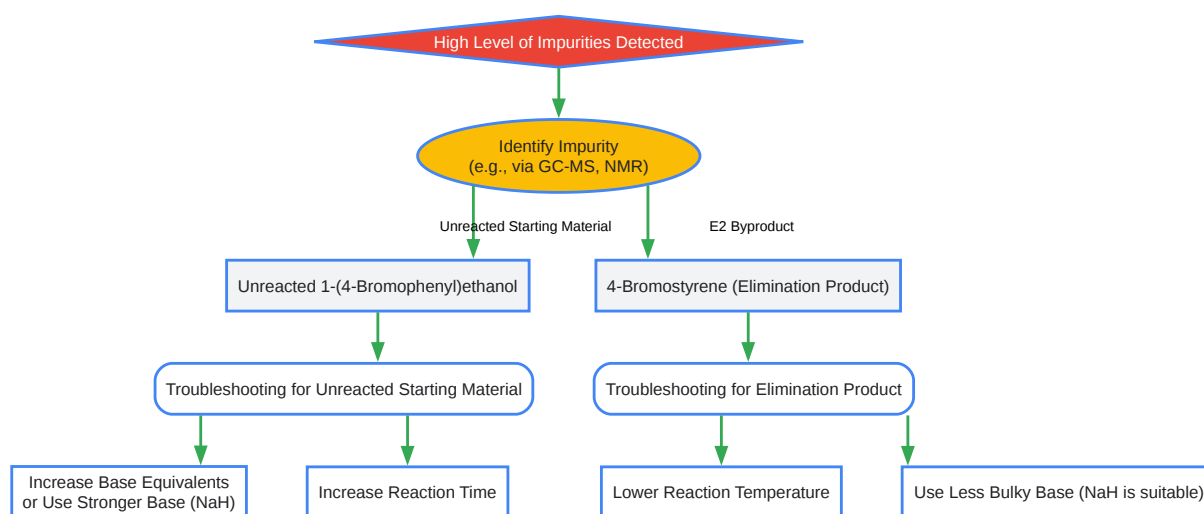 High Level of Impurities Detected
Identify Impurity
(e.g., via GC-MS, NMR)
Unreacted Starting Material
E2 Byproduct
Unreacted 1-(4-Bromophenyl)ethanol
4-Bromostyrene (Elimination Product)
Troubleshooting for Unreacted Starting Material
Troubleshooting for Elimination Product
Increase Base Equivalents
or Use Stronger Base (NaH)
Increase Reaction Time
Lower Reaction Temperature
Use Less Bulky Base (NaH is suitable)